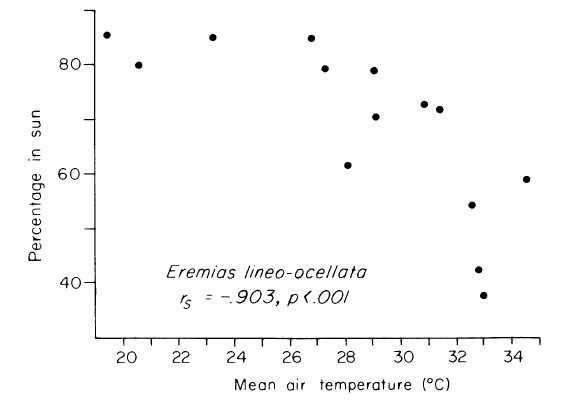 80
60
40
Percentage in sun
Eremias lineo-ocellata
rs = -.903, p<.001
20 22 24 26 28 30 32 34
Mean air temperature (°C)